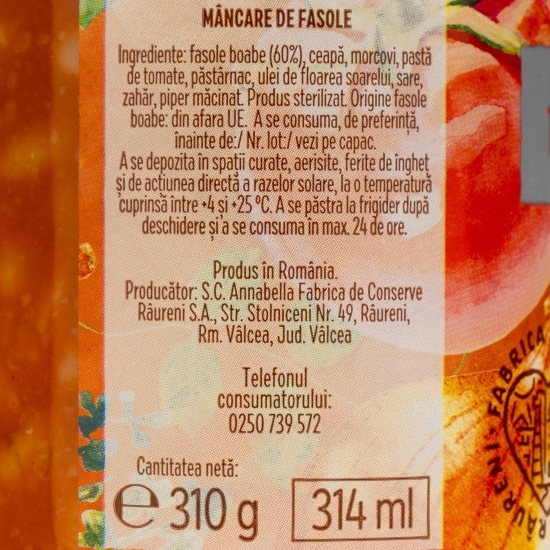 MÂNCARE DE FASOLE
Ingrediente: fasole boabe (60%), ceapă, morcovi, pastă
de tomate, păstârnac, ulei de floarea soarelui, sare,
zahăr, piper măcinat. Produs sterilizat. Origine fasole
boabe: din afara UE. A se consuma, de preferință,
înainte de:/ Nr. lot:/ vezi pe capac.
A se depozita în spații curate, aerisite, ferite de îngheț
și de acțiunea directă a razelor solare, la o temperatură
cuprinsă între +4 și +25 °C. A se păstra la frigider după
deschidere și a se consuma în max. 24 de ore.
Produs în România.
Producător: S.C. Annabella Fabrica de Conserve
Râureni S.A., Str. Stolniceni Nr. 49, Râureni,
Rm. Vâlcea, Jud. Vâlcea
Telefonul
consumatorului:
0250 739 572
Cantitatea netă:
℮ 310 g
314 ml
RÂURENI · FABRICA